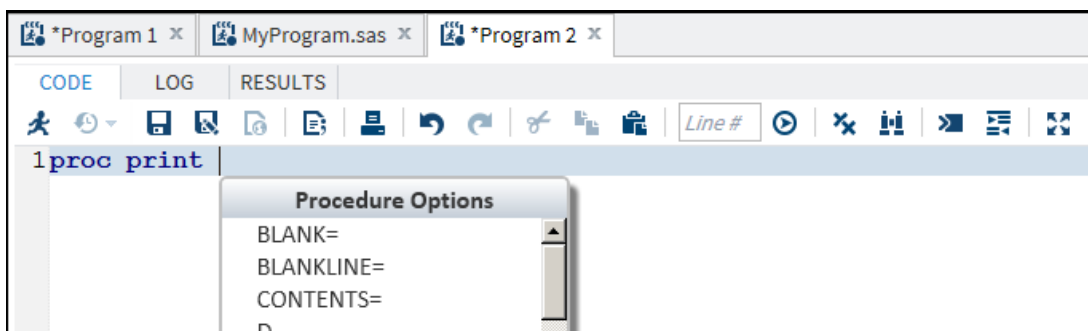 *Program 1 x MyProgram.sas x *Program 2 x
CODE LOG RESULTS
Line #
1 proc print
Procedure Options
BLANK=
BLANKLINE=
CONTENTS=